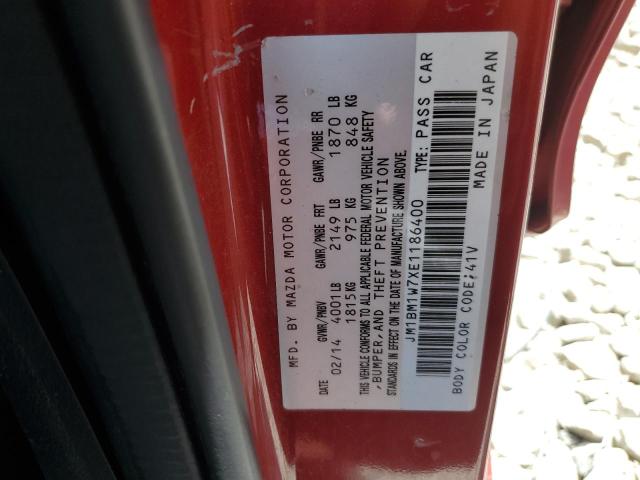 MFD. BY MAZDA MOTOR CORPORATION
DATE GVWR/PNBV GAWR/PNBE FRT GAWR/PNBE RR
02/14 4001LB 2149 LB 1870 LB
1815KG 975 KG 848 KG
THIS VEHICLE CONFORMS TO ALL APPLICABLE FEDERAL MOTOR VEHICLE SAFETY
,BUMPER,AND THEFT PREVENTION
STANDARDS IN EFFECT ON THE DATE OF MANUFACTURE SHOWN ABOVE.
JM1BM1W7XE1186400 TYPE: PASS CAR
BODY COLOR CODE:41V MADE IN JAPAN